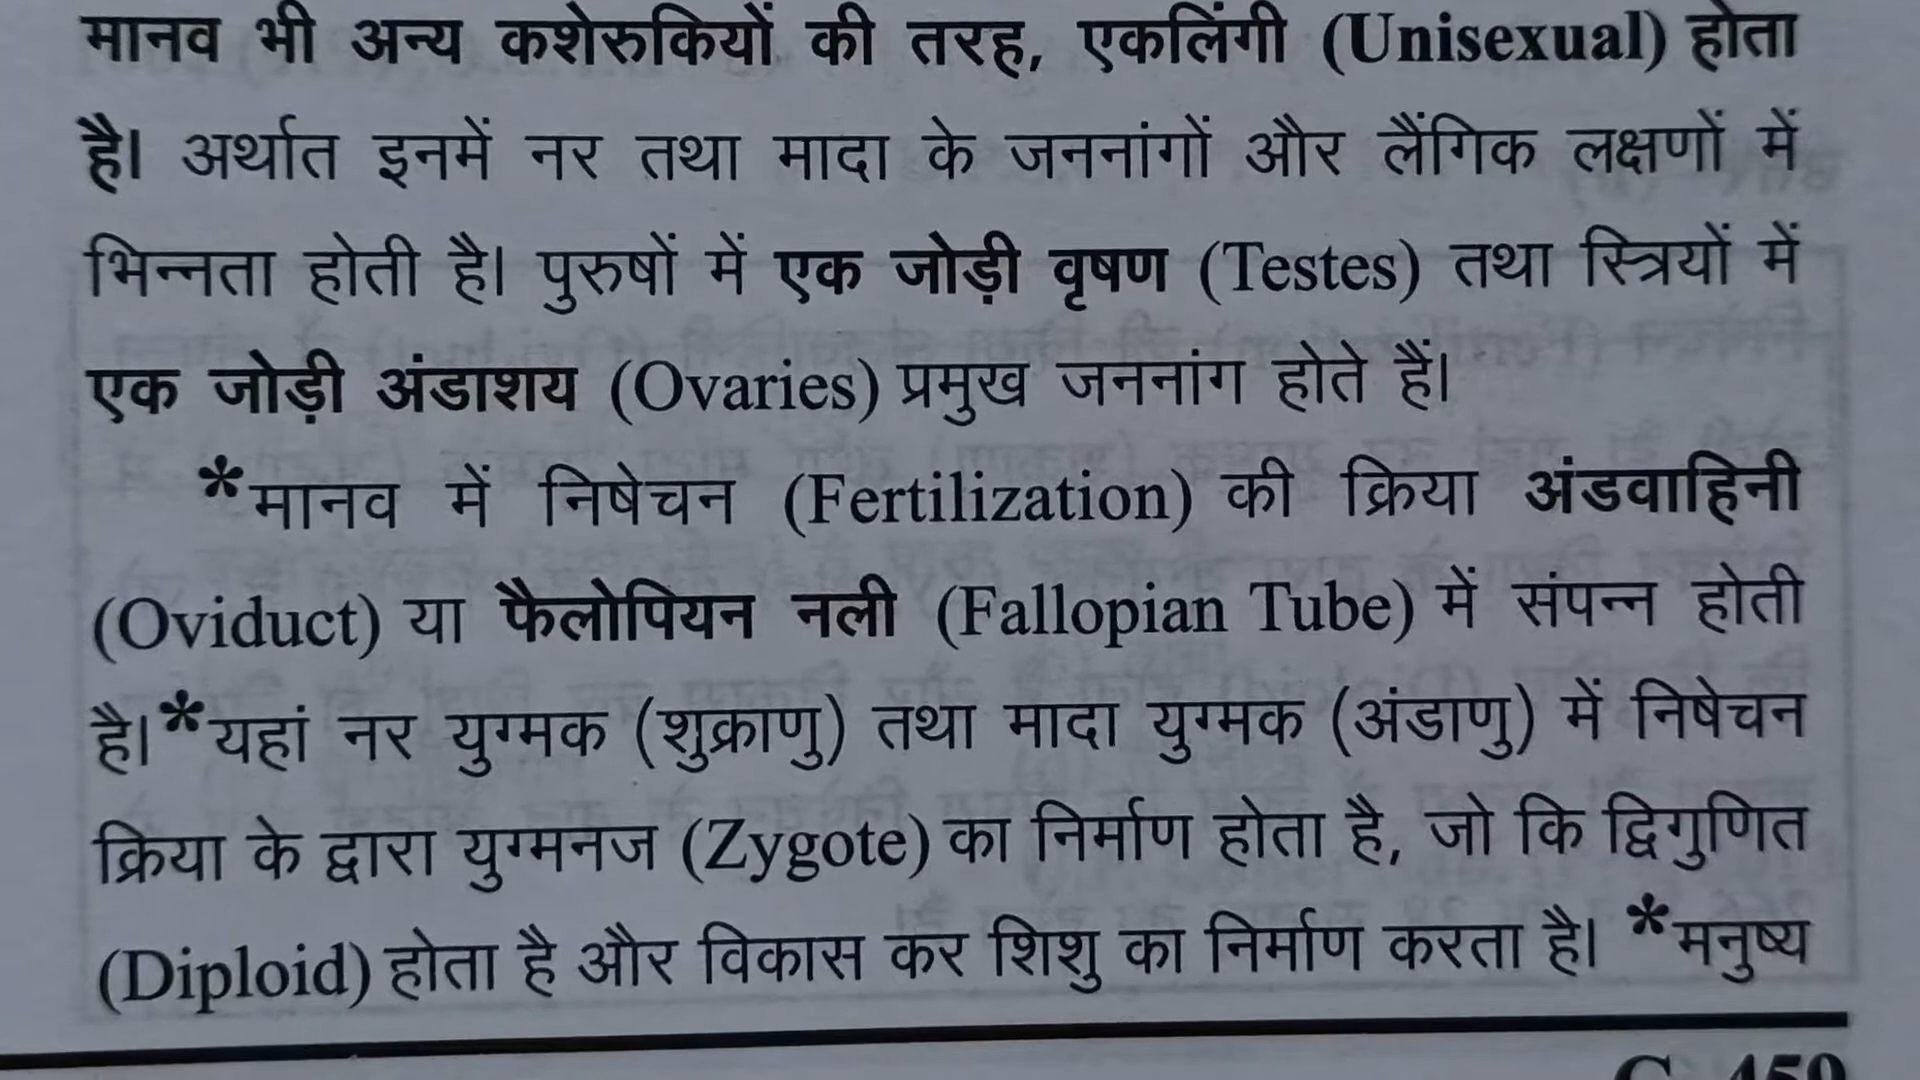 मानव भी अन्य कशेरुकियों की तरह, एकलिंगी (Unisexual) होता
है। अर्थात इनमें नर तथा मादा के जननांगों और लैंगिक लक्षणों में
भिन्नता होती है। पुरुषों में एक जोड़ी वृषण (Testes) तथा स्त्रियों में
एक जोड़ी अंडाशय (Ovaries) प्रमुख जननांग होते हैं।
*मानव में निषेचन (Fertilization) की क्रिया अंडवाहिनी
(Oviduct) या फैलोपियन नली (Fallopian Tube) में संपन्न होती
है। *यहां नर युग्मक (शुक्राणु) तथा मादा युग्मक (अंडाणु) में निषेचन
क्रिया के द्वारा युग्मनज (Zygote) का निर्माण होता है, जो कि द्विगुणित
(Diploid) होता है और विकास कर शिशु का निर्माण करता है। *मनुष्य